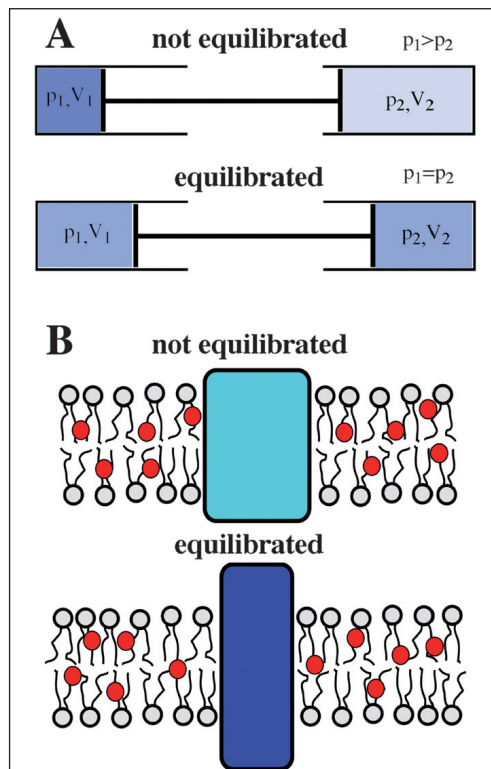 A
not equilibrated
p₁>p₂
p₁,V₁
p₂,V₂
equilibrated
p₁=p₂
p₁,V₁
p₂,V₂
B
not equilibrated
equilibrated